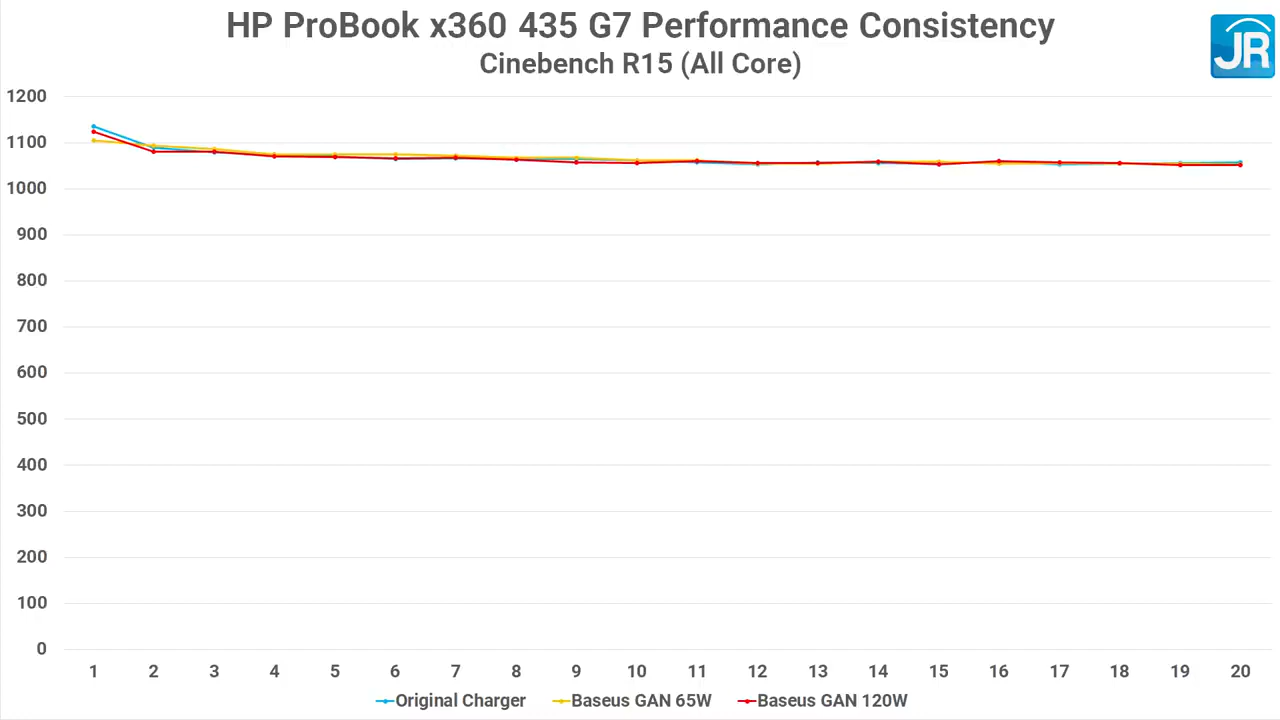 HP ProBook x360 435 G7 Performance Consistency
Cinebench R15 (All Core)
JR
1200
1100
1000
900
800
700
600
500
400
300
200
100
0
1 2 3 4 5 6 7 8 9 10 11 12 13 14 15 16 17 18 19 20
Original Charger Baseus GAN 65W Baseus GAN 120W